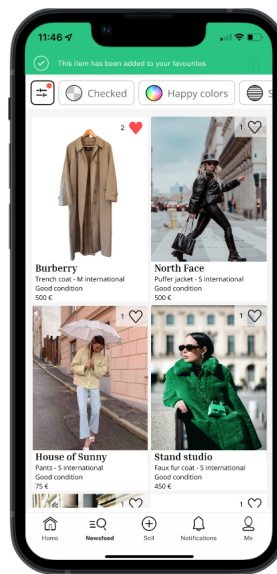 11:46
This item has been added to your favourites
Checked
Happy colors
S
2
1
Burberry
Trench coat - M international
Good condition
500 €
North Face
Puffer jacket - S international
Good condition
500 €
1
1
House of Sunny
Pants - S international
Good condition
75 €
Stand studio
Faux fur coat - S international
Good condition
450 €
1
1
Home
Newsfeed
Sell
Notifications
Me